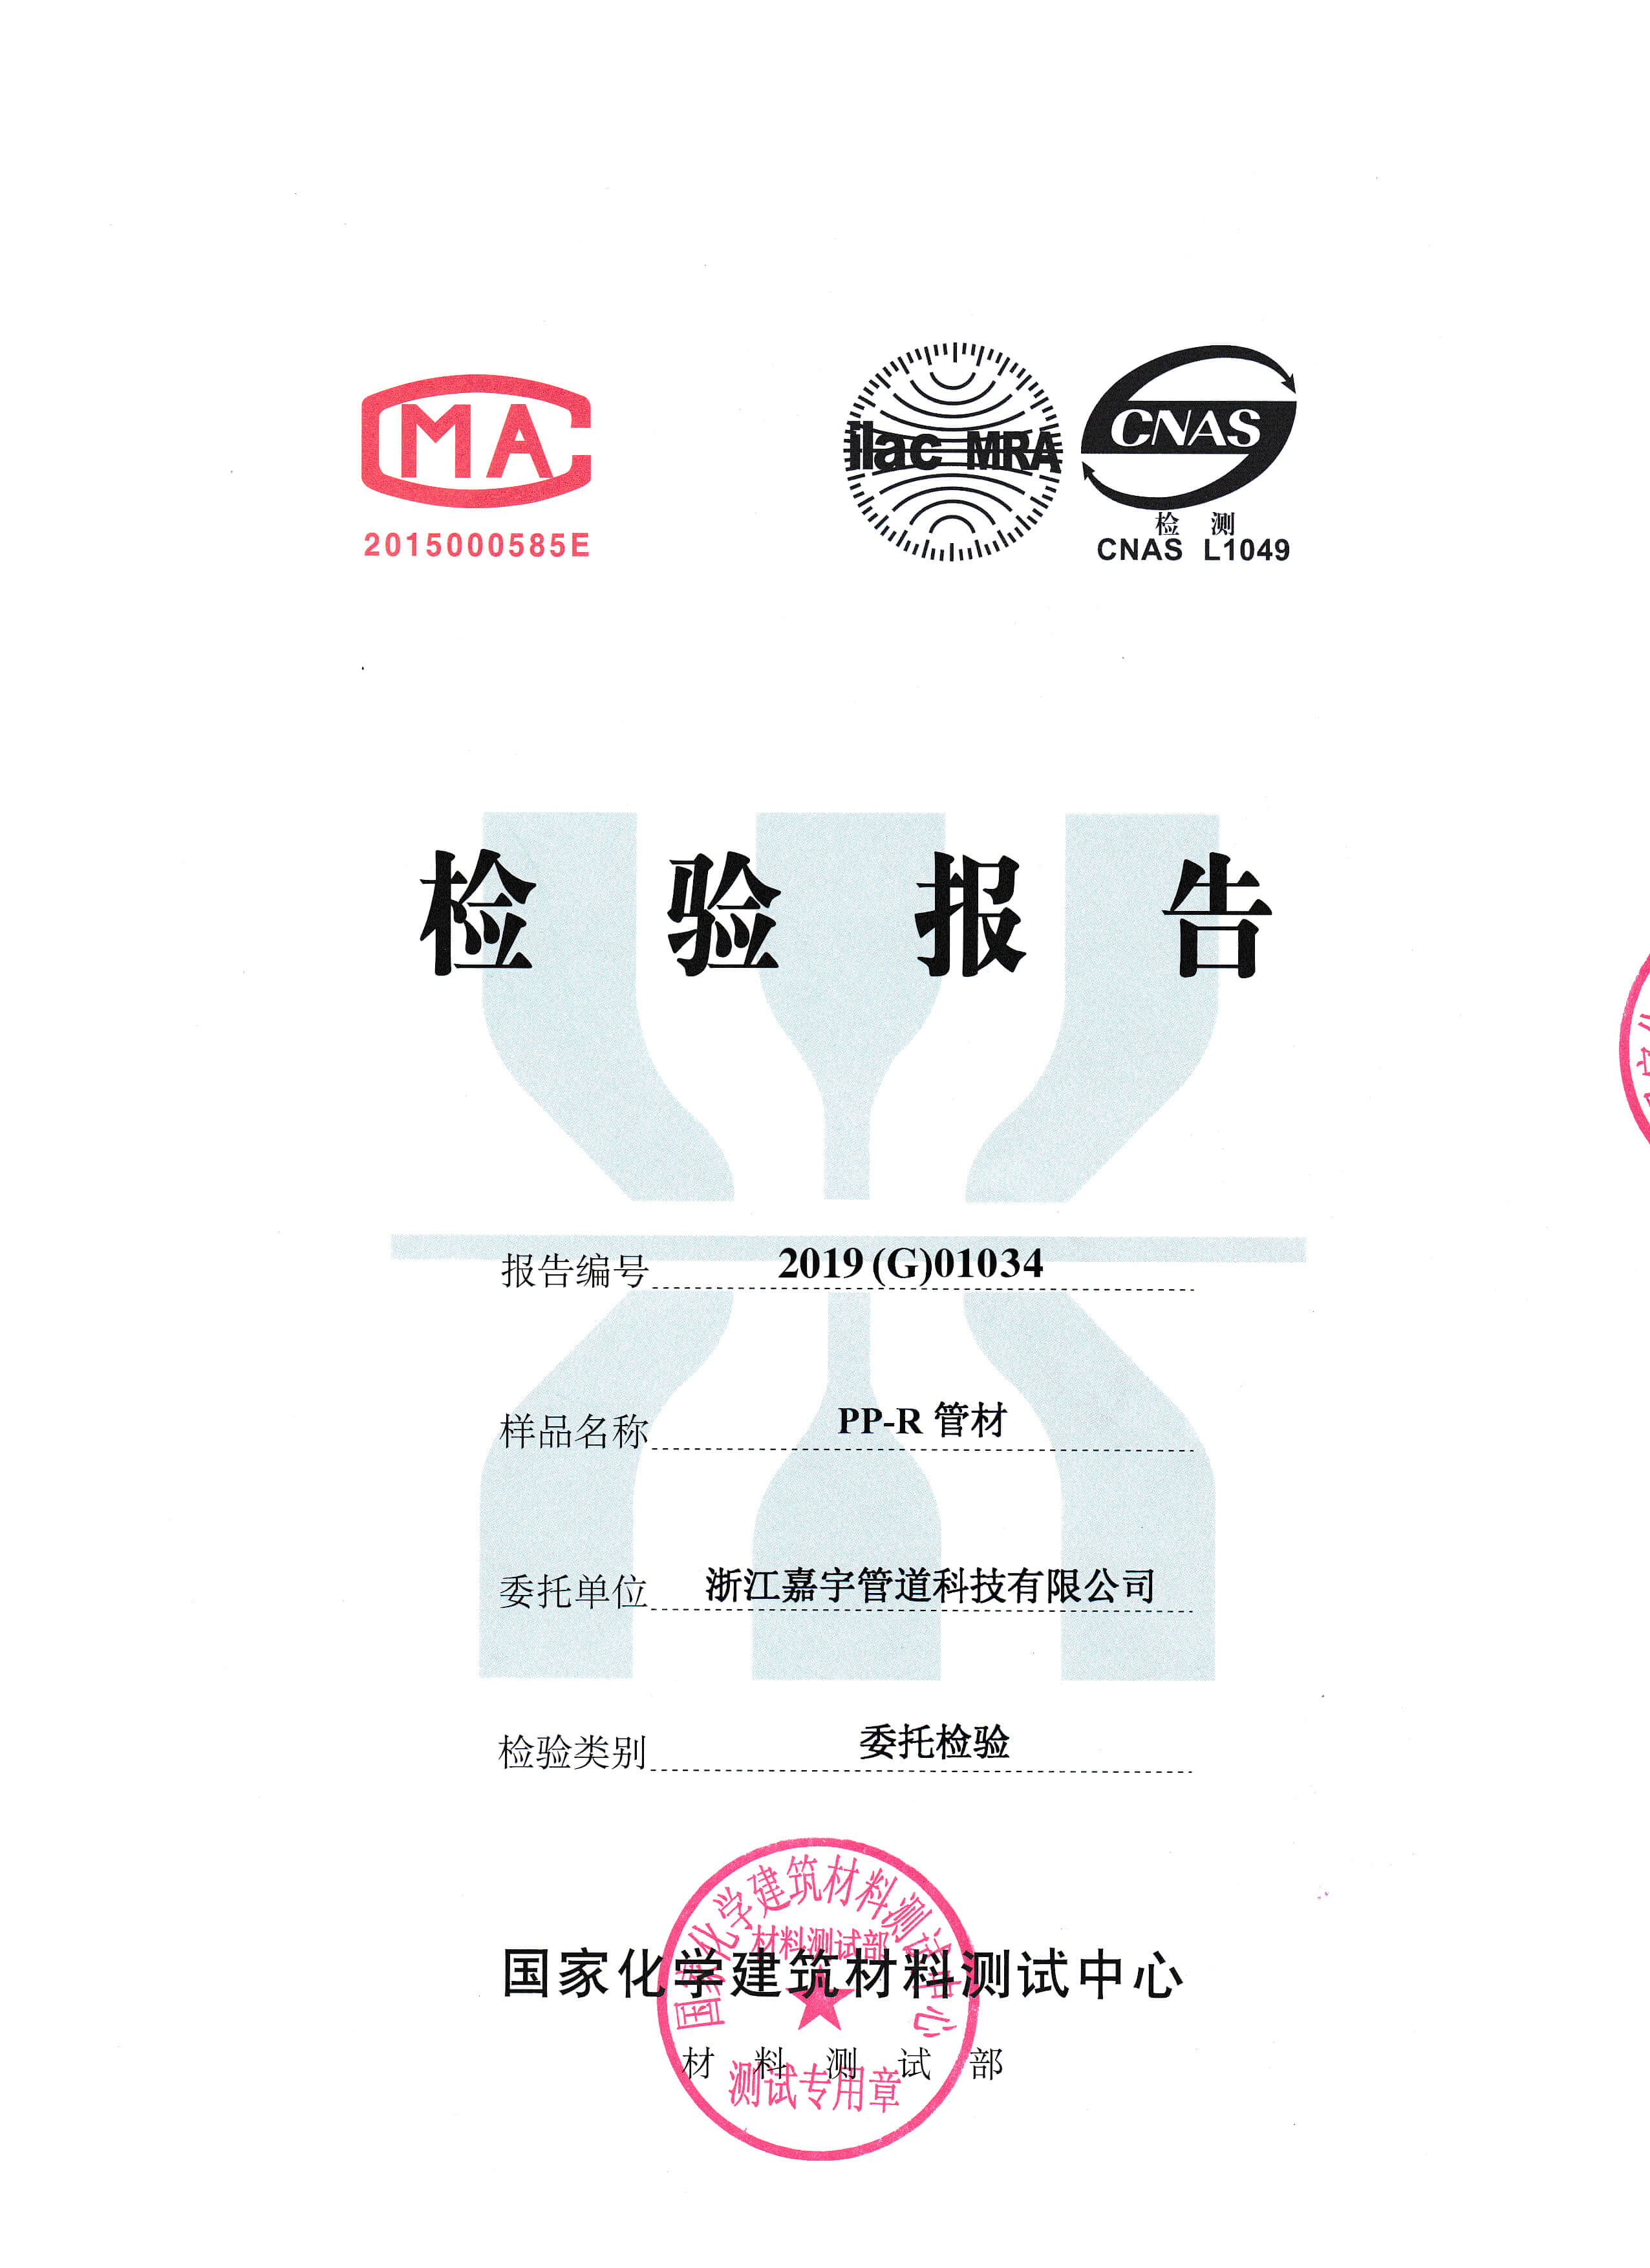 MA
2015000585E
ilac MRA
CNAS
检 测
CNAS L1049
检 验 报 告
报告编号 2019 (G)01034
样品名称 PP-R 管材
委托单位 浙江嘉宇管道科技有限公司
检验类别 委托检验
国家化学建筑材料测试中心
材料测试部
国家化学建筑材料测试中心
材 料 测 试 部
测试专用章